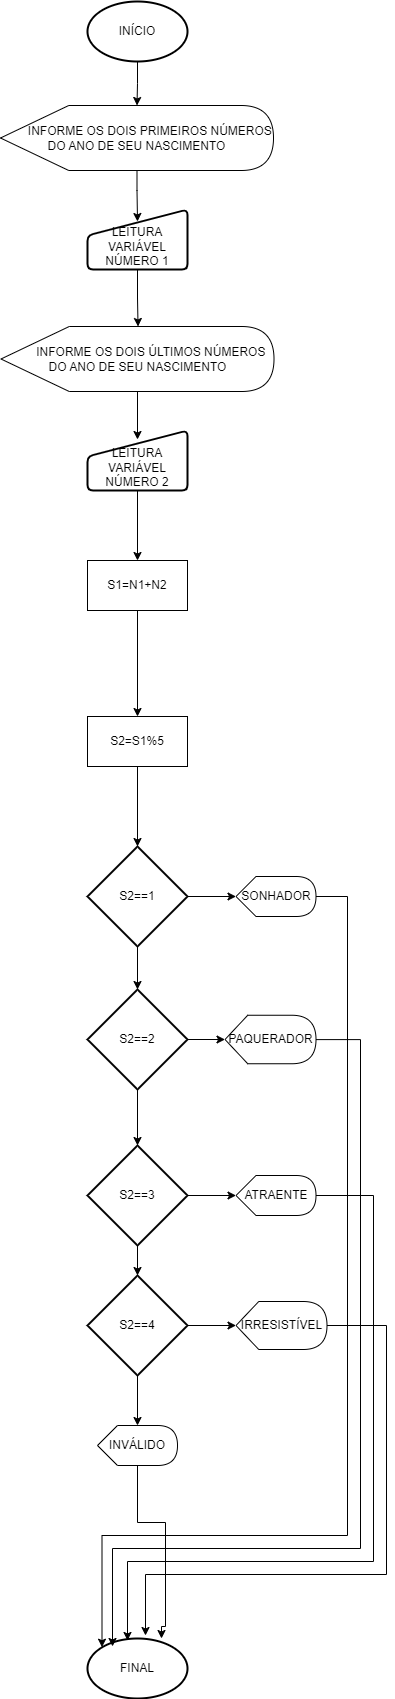 INÍCIO
INFORME OS DOIS PRIMEIROS NÚMEROS
DO ANO DE SEU NASCIMENTO
LEITURA
VARIÁVEL
NÚMERO 1
INFORME OS DOIS ÚLTIMOS NÚMEROS
DO ANO DE SEU NASCIMENTO
LEITURA
VARIÁVEL
NÚMERO 2
S1=N1+N2
S2=S1%5
S2==1
SONHADOR
S2==2
PAQUERADOR
S2==3
ATRAENTE
S2==4
IRRESISTÍVEL
INVÁLIDO
FINAL